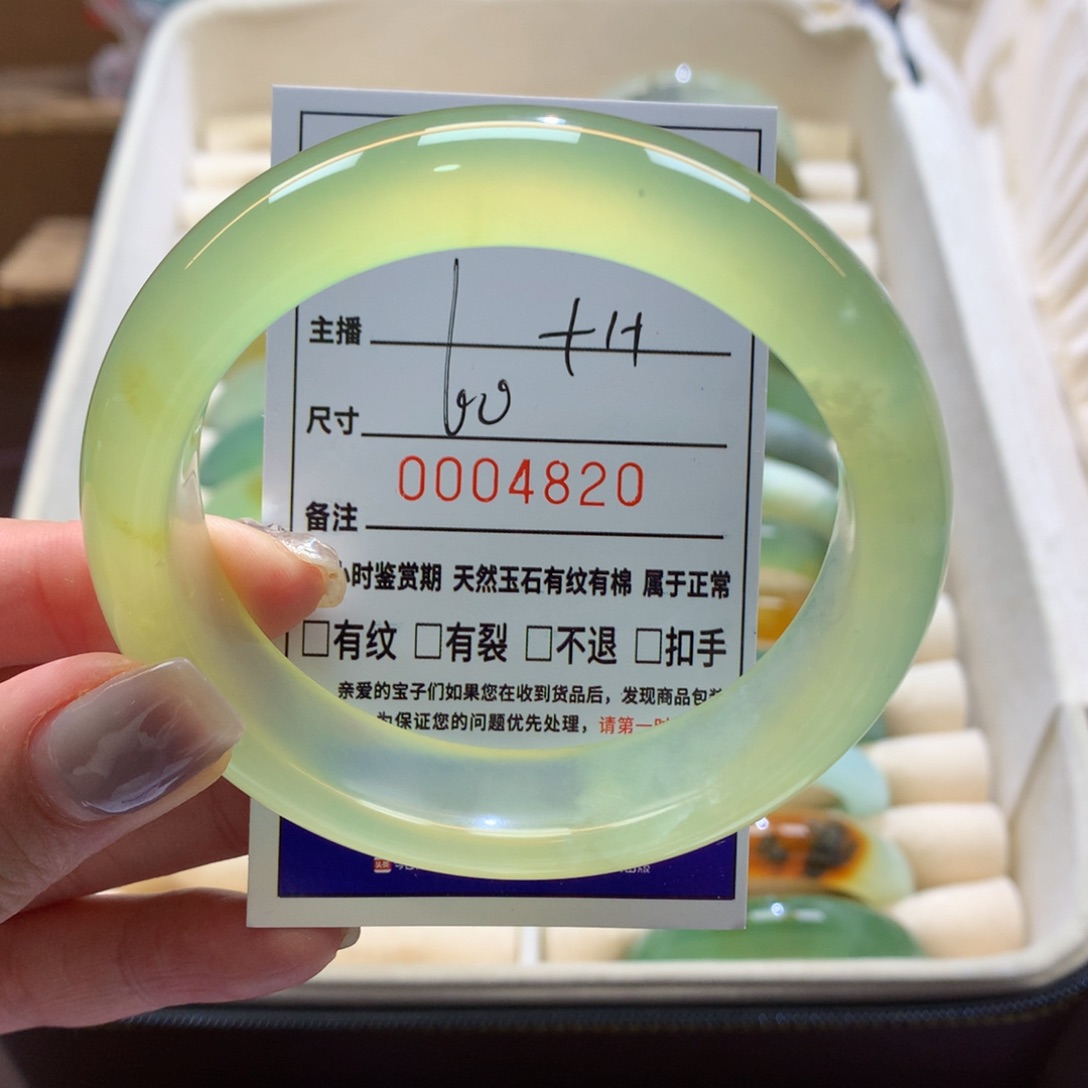 主播
尺寸 60
0004820
备注
小时鉴赏期 天然玉石有纹有棉 属于正常
□有纹 □有裂 □不退 □扣手
亲爱的宝子们如果您在收到货品后，发现商品包装
为保证您的问题优先处理，请第一时